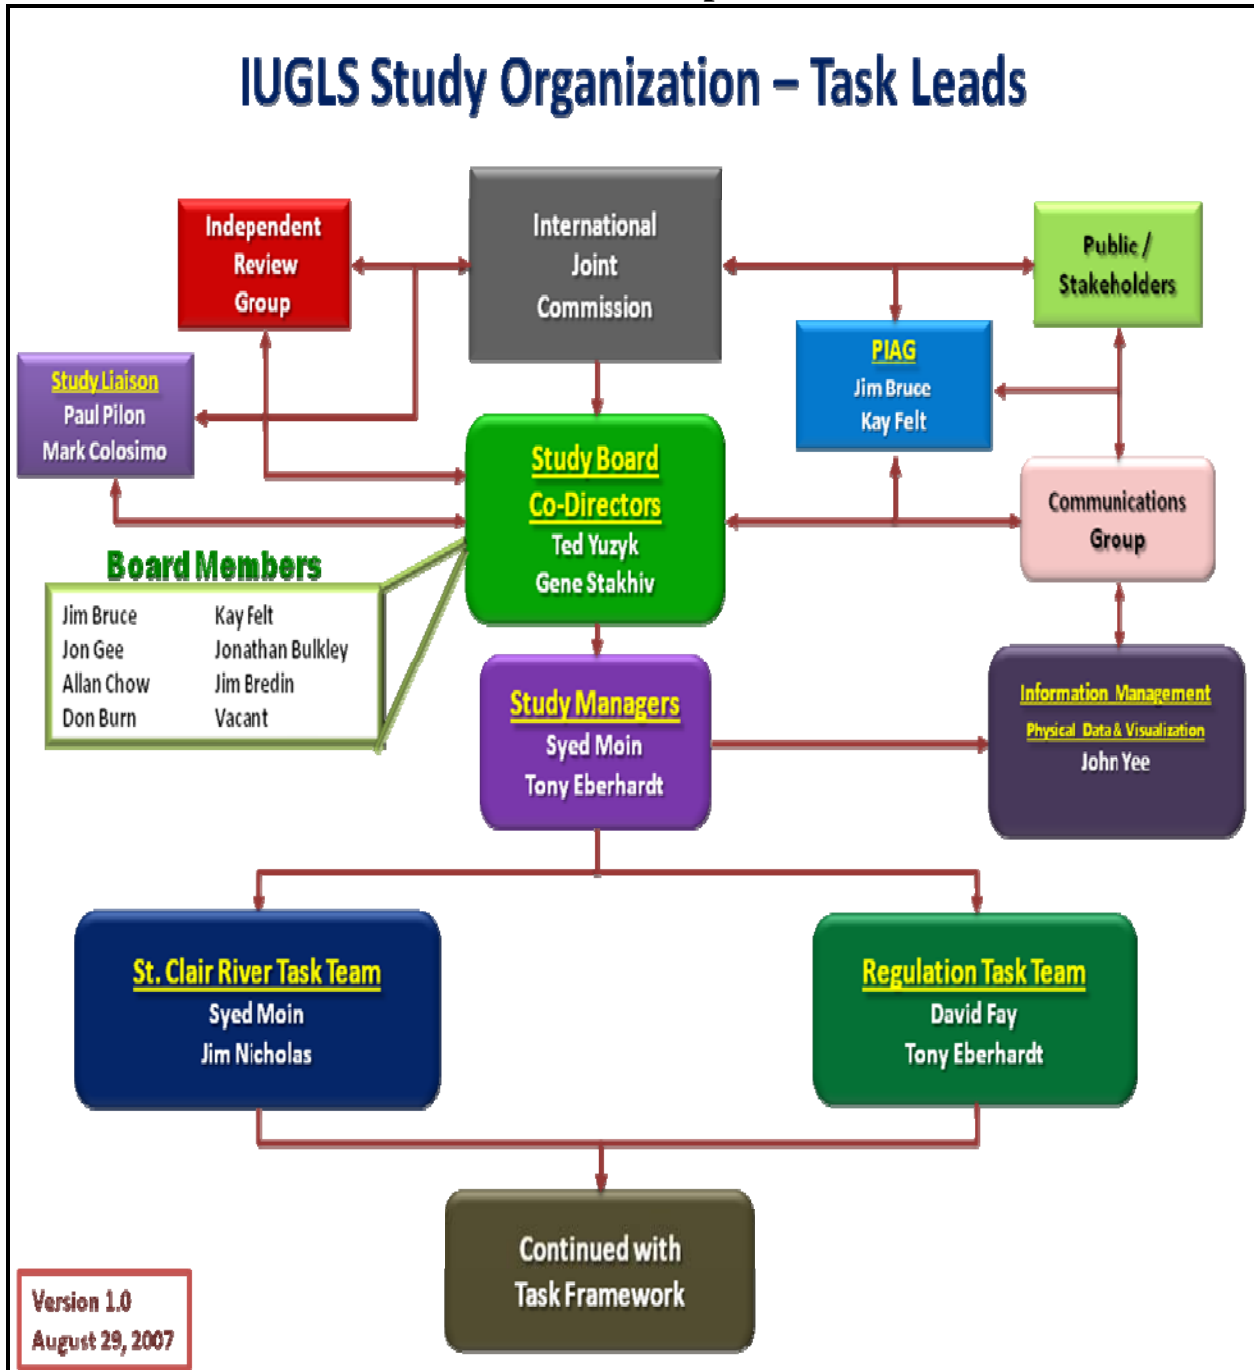 IUGLS Study Organization – Task Leads
Independent
Review
Group
International
Joint
Commission
Public /
Stakeholders
Study Liaison
Paul Pilon
Mark Colosimo
PIAG
Jim Bruce
Kay Felt
Study Board
Co-Directors
Ted Yuzyk
Gene Stakhiv
Communications
Group
Board Members
Jim Bruce Kay Felt
Jon Gee Jonathan Bulkley
Allan Chow Jim Bredin
Don Burn Vacant
Study Managers
Syed Moin
Tony Eberhardt
Information Management
Physical Data & Visualization
John Yee
St. Clair River Task Team
Syed Moin
Jim Nicholas
Regulation Task Team
David Fay
Tony Eberhardt
Continued with
Task Framework
Version 1.0
August 29, 2007